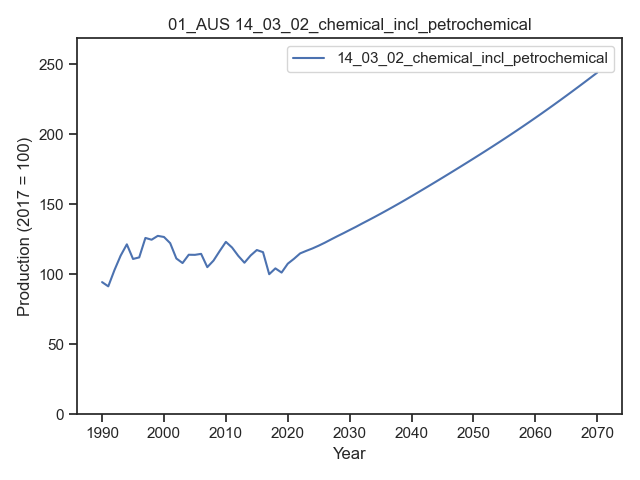 01_AUS 14_03_02_chemical_incl_petrochemical
14_03_02_chemical_incl_petrochemical
Production (2017 = 100)
250
200
150
100
50
0
1990 2000 2010 2020 2030 2040 2050 2060 2070
Year